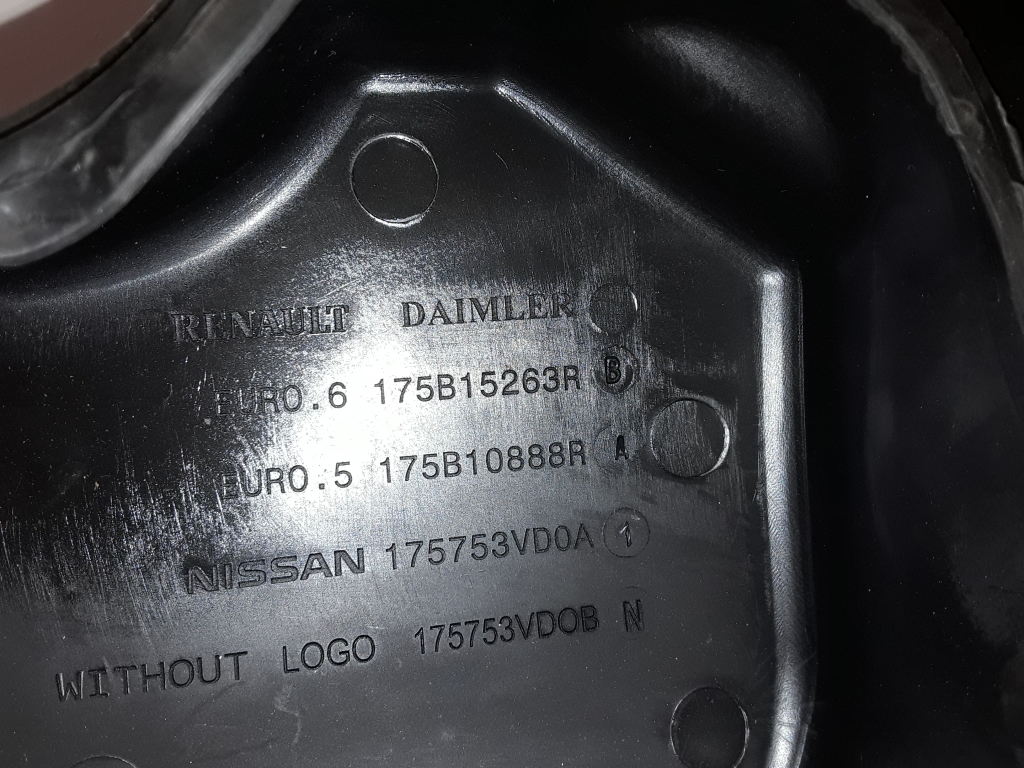 RENAULT DAIMLER
EURO.6 175B15263R B
EURO.5 175B10888R A
NISSAN 175753VD0A 1
WITHOUT LOGO 175753VD0B N